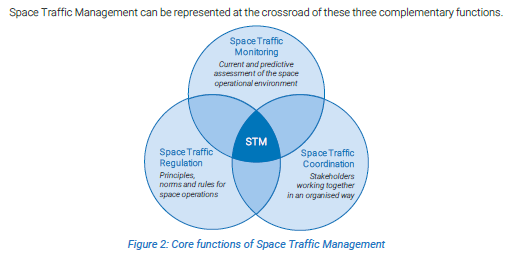 Space Traffic Management can be represented at the crossroad of these three complementary functions.
Space Traffic
Monitoring
Current and predictive
assessment of the space
operational environment
STM
Space Traffic
Regulation
Principles,
norms and rules for
space operations
Space Traffic
Coordination
Stakeholders
working together
in an organised way
Figure 2: Core functions of Space Traffic Management